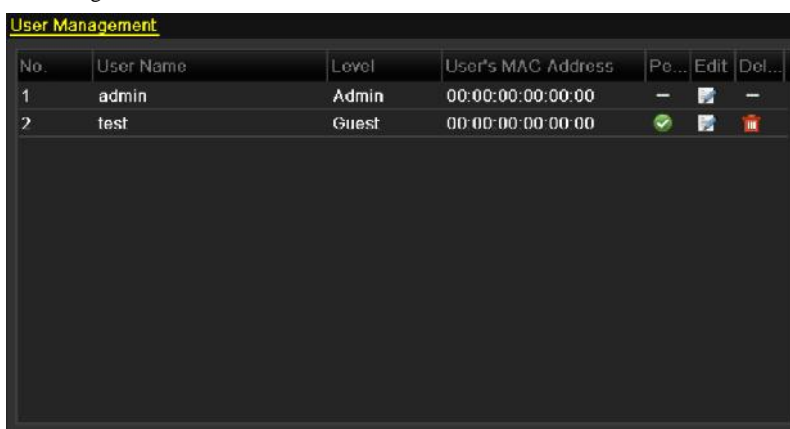 User Management
No. User Name Level User's MAC Address Pe... Edit Del...
1 admin Admin 00:00:00:00:00:00 –
–
2 test Guest 00:00:00:00:00:00